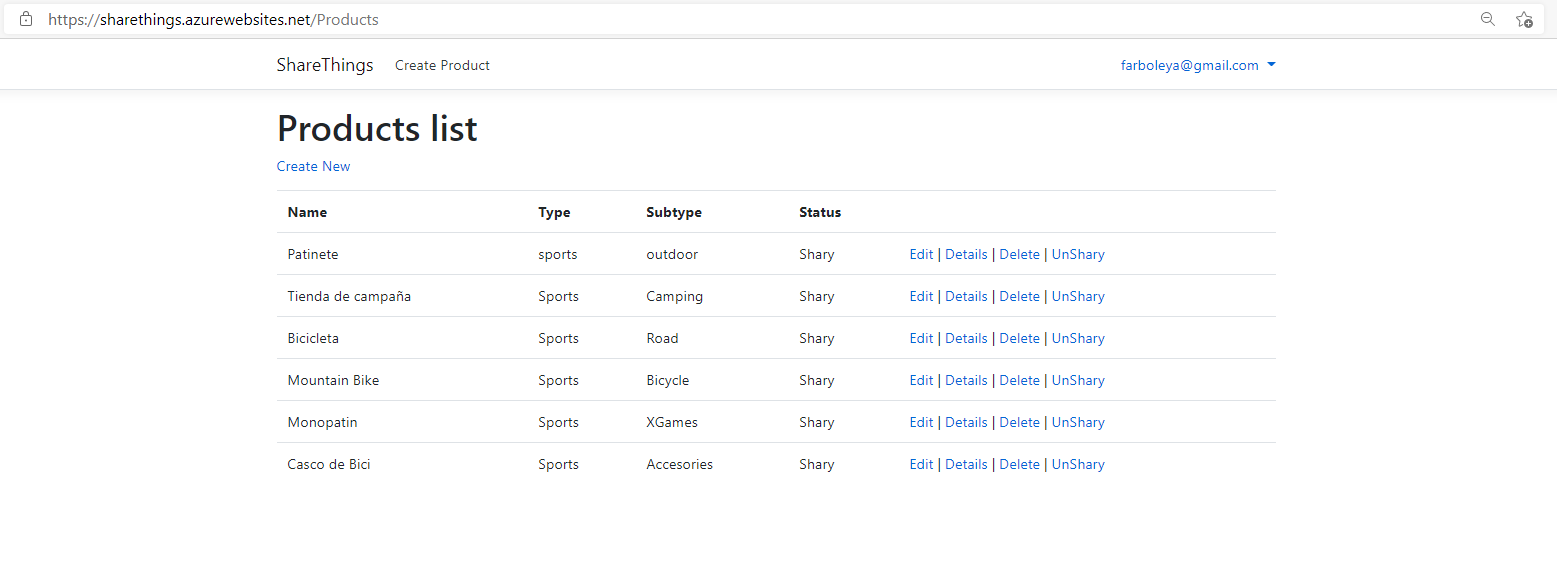 https://sharethings.azurewebsites.net/Products
ShareThings Create Product farboleya@gmail.com
Products list
Create New
Name Type Subtype Status
Patinete sports outdoor Shary Edit | Details | Delete | UnShary
Tienda de campaña Sports Camping Shary Edit | Details | Delete | UnShary
Bicicleta Sports Road Shary Edit | Details | Delete | UnShary
Mountain Bike Sports Bicycle Shary Edit | Details | Delete | UnShary
Monopatin Sports XGames Shary Edit | Details | Delete | UnShary
Casco de Bici Sports Accesories Shary Edit | Details | Delete | UnShary